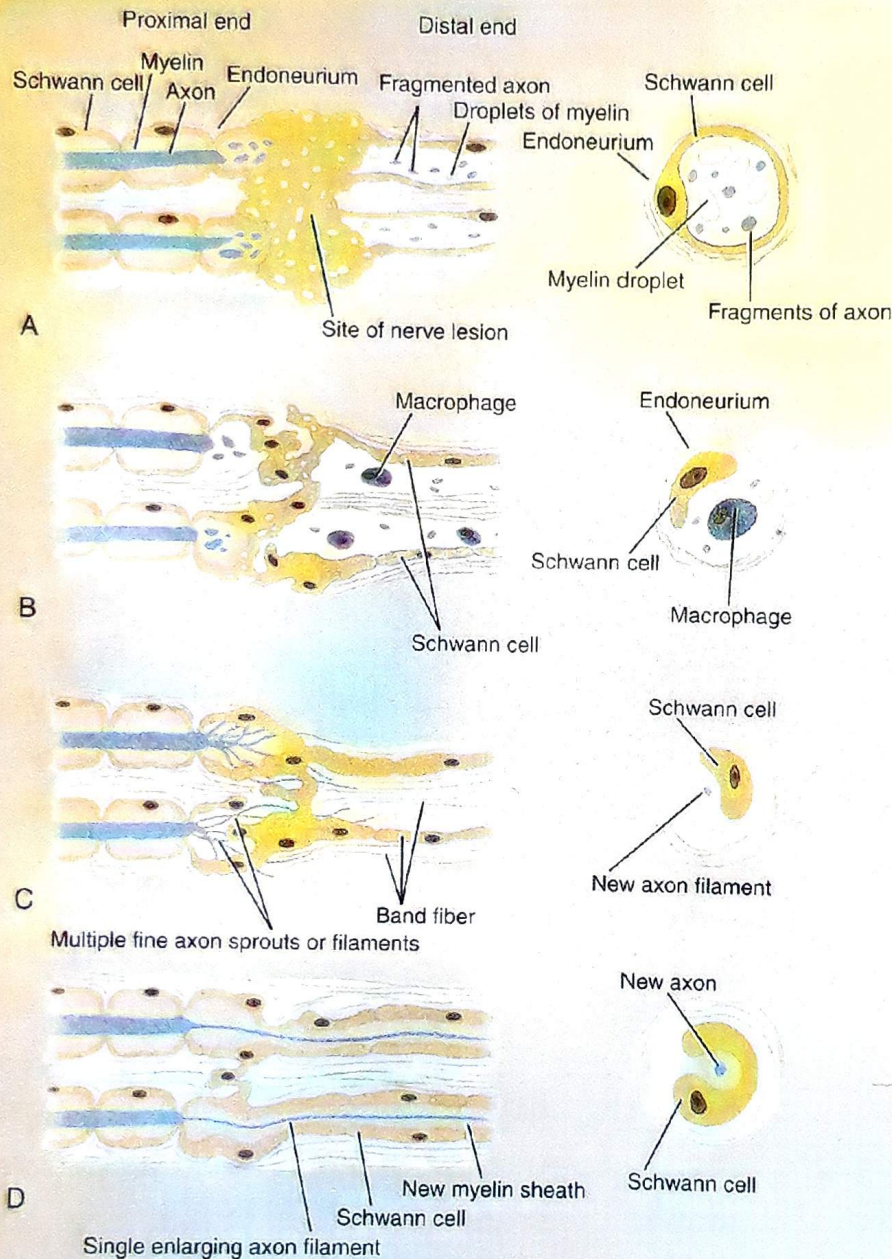 Proximal end
Distal end
Schwann cell
Myelin
Axon
Endoneurium
Fragmented axon
Droplets of myelin
Schwann cell
Endoneurium
Myelin droplet
Fragments of axon
Site of nerve lesion
A
Macrophage
Endoneurium
Schwann cell
Macrophage
Schwann cell
B
Schwann cell
New axon filament
Band fiber
Multiple fine axon sprouts or filaments
C
New axon
Schwann cell
New myelin sheath
Schwann cell
Single enlarging axon filament
D